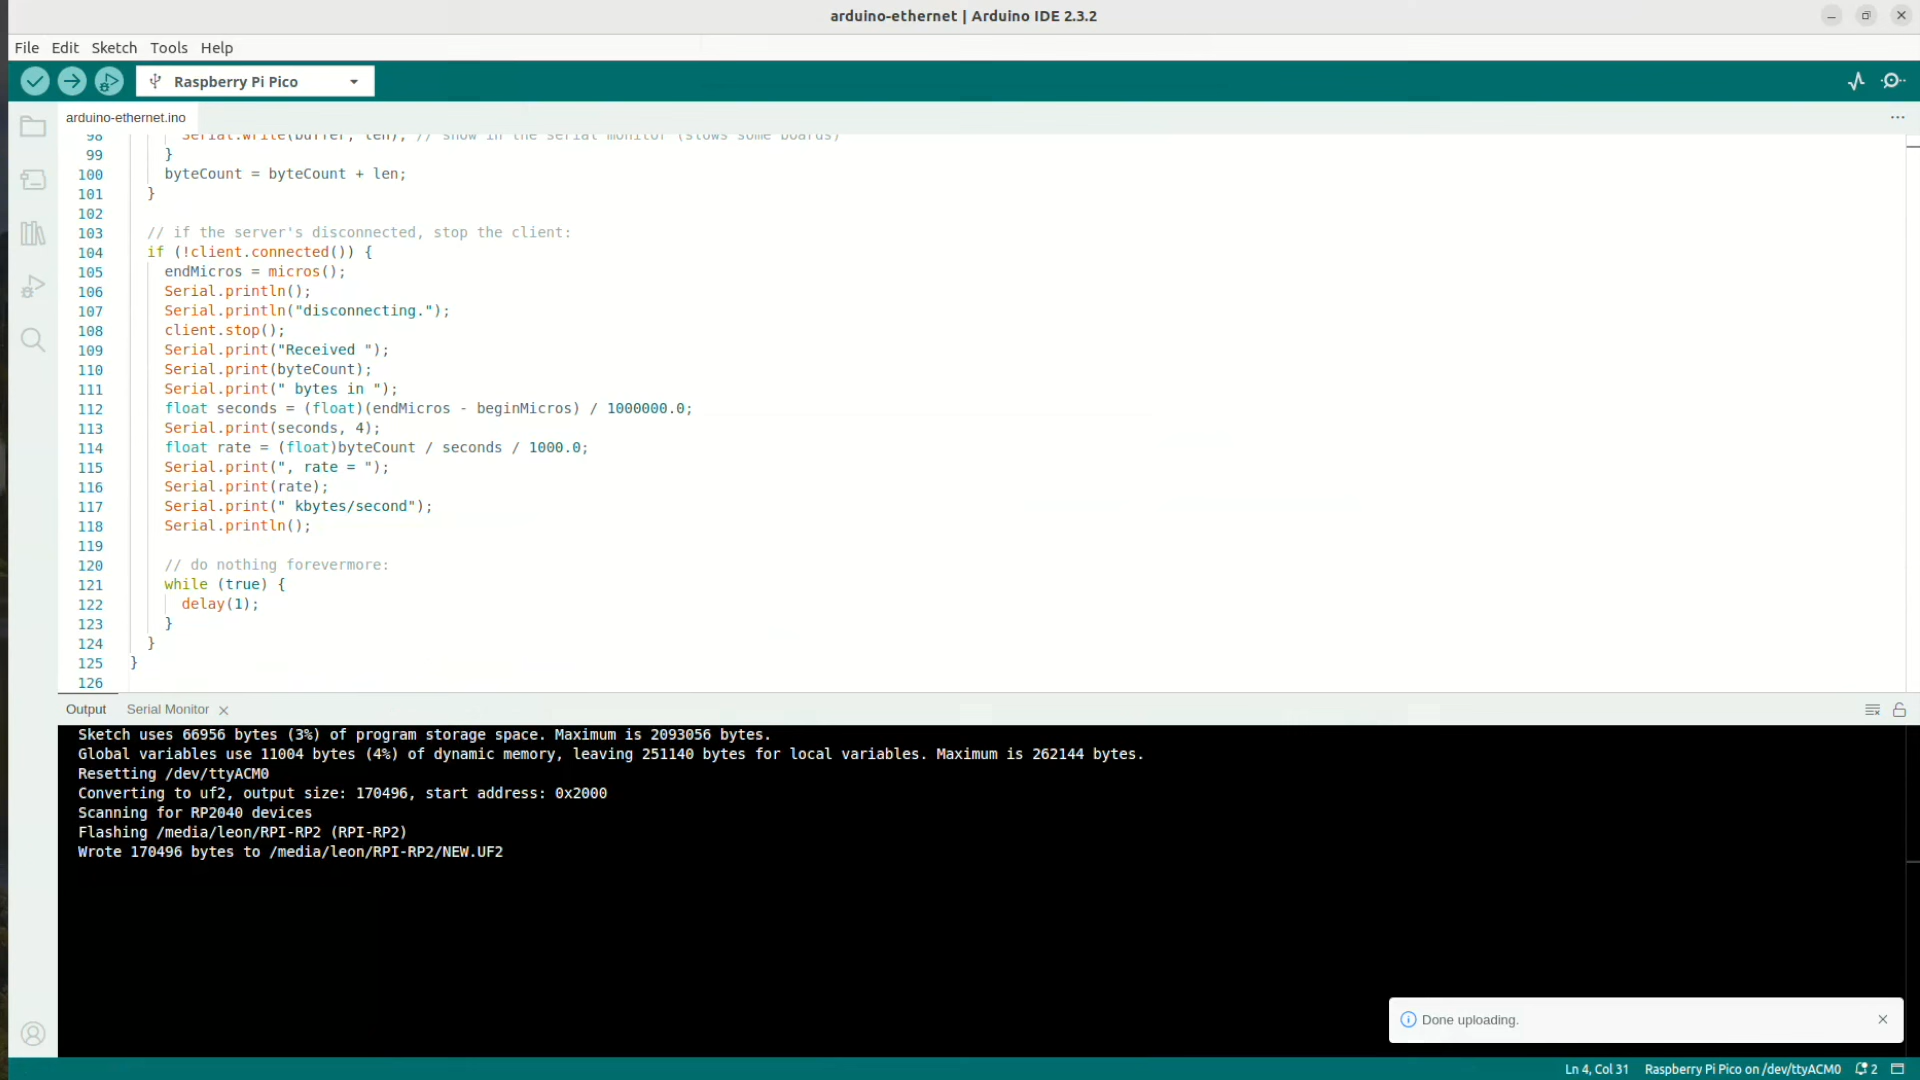 arduino-ethernet | Arduino IDE 2.3.2
File Edit Sketch Tools Help
Raspberry Pi Pico
arduino-ethernet.ino
98 Serial.write(buffer, len); // show in the serial monitor (slows some boards)
99 }
100 byteCount = byteCount + len;
101 }
102
103 // if the server's disconnected, stop the client:
104 if (!client.connected()) {
105 endMicros = micros();
106 Serial.println();
107 Serial.println("disconnecting.");
108 client.stop();
109 Serial.print("Received ");
110 Serial.print(byteCount);
111 Serial.print(" bytes in ");
112 float seconds = (float)(endMicros - beginMicros) / 1000000.0;
113 Serial.print(seconds, 4);
114 float rate = (float)byteCount / seconds / 1000.0;
115 Serial.print(", rate = ");
116 Serial.print(rate);
117 Serial.print(" kbytes/second");
118 Serial.println();
119
120 // do nothing forevermore:
121 while (true) {
122 delay(1);
123 }
124 }
125 }
126
Output Serial Monitor
Sketch uses 66956 bytes (3%) of program storage space. Maximum is 2093056 bytes.
Global variables use 11004 bytes (4%) of dynamic memory, leaving 251140 bytes for local variables. Maximum is 262144 bytes.
Resetting /dev/ttyACM0
Converting to uf2, output size: 170496, start address: 0x2000
Scanning for RP2040 devices
Flashing /media/leon/RPI-RP2 (RPI-RP2)
Wrote 170496 bytes to /media/leon/RPI-RP2/NEW.UF2
Done uploading.
Ln 4, Col 31 Raspberry Pi Pico on /dev/ttyACM0 2